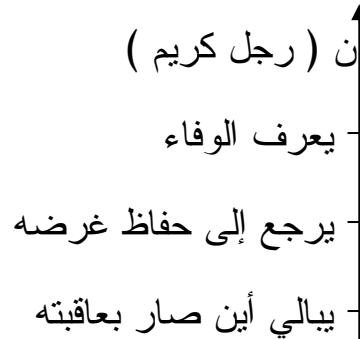 ن ( رجل كريم )
يعرف الوفاء
يرجع إلى حفاظ غرضه
يبالي أين صار بعاقبته